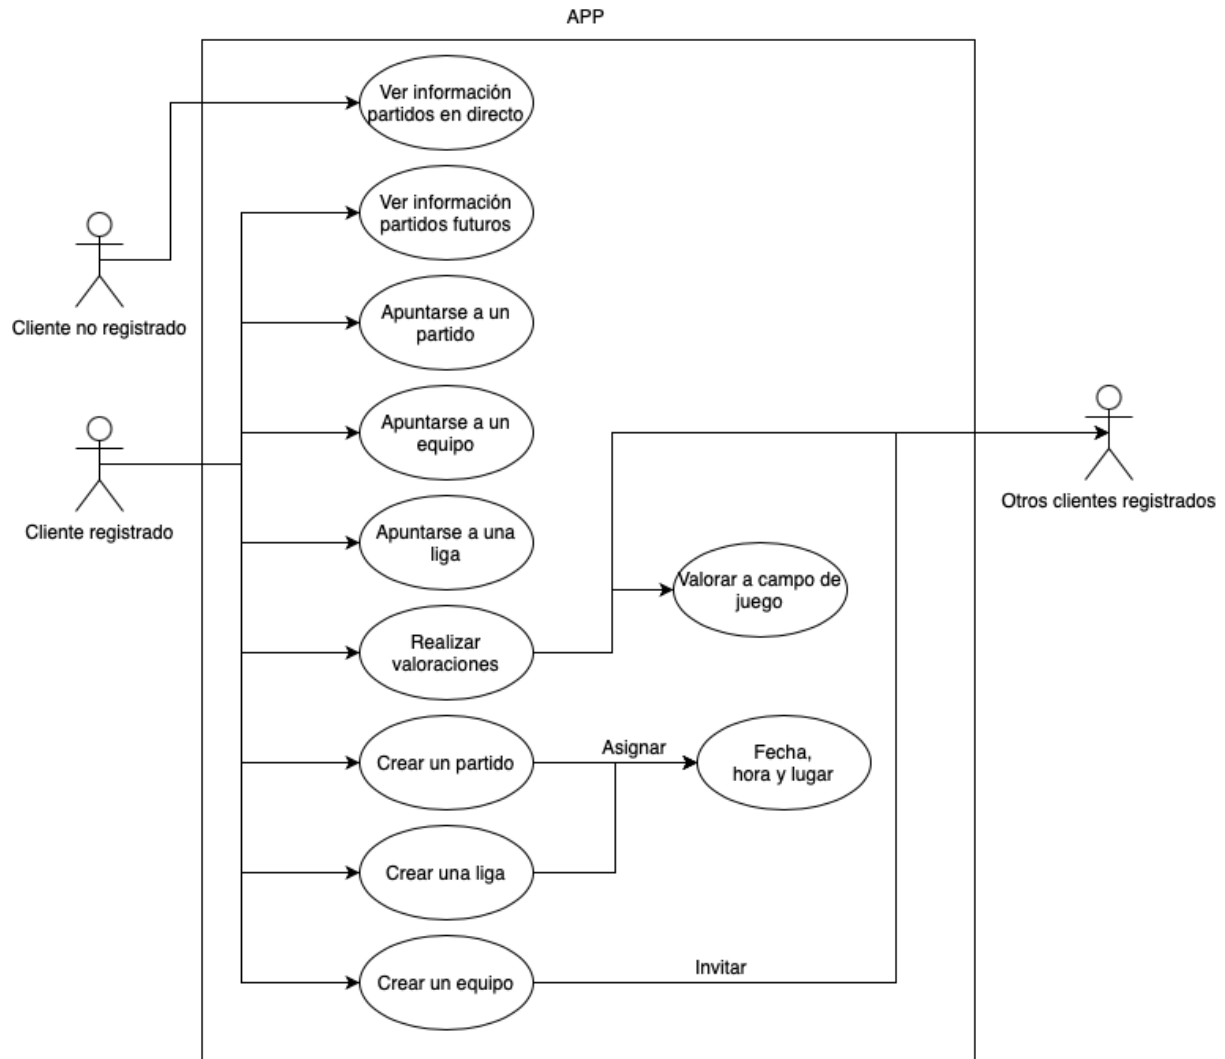 APP
Ver información
partidos en directo
Ver información
partidos futuros
Cliente no registrado
Apuntarse a un
partido
Apuntarse a un
equipo
Cliente registrado
Otros clientes registrados
Apuntarse a una
liga
Valorar a campo de
juego
Realizar
valoraciones
Crear un partido
Asignar
Fecha,
hora y lugar
Crear una liga
Crear un equipo
Invitar